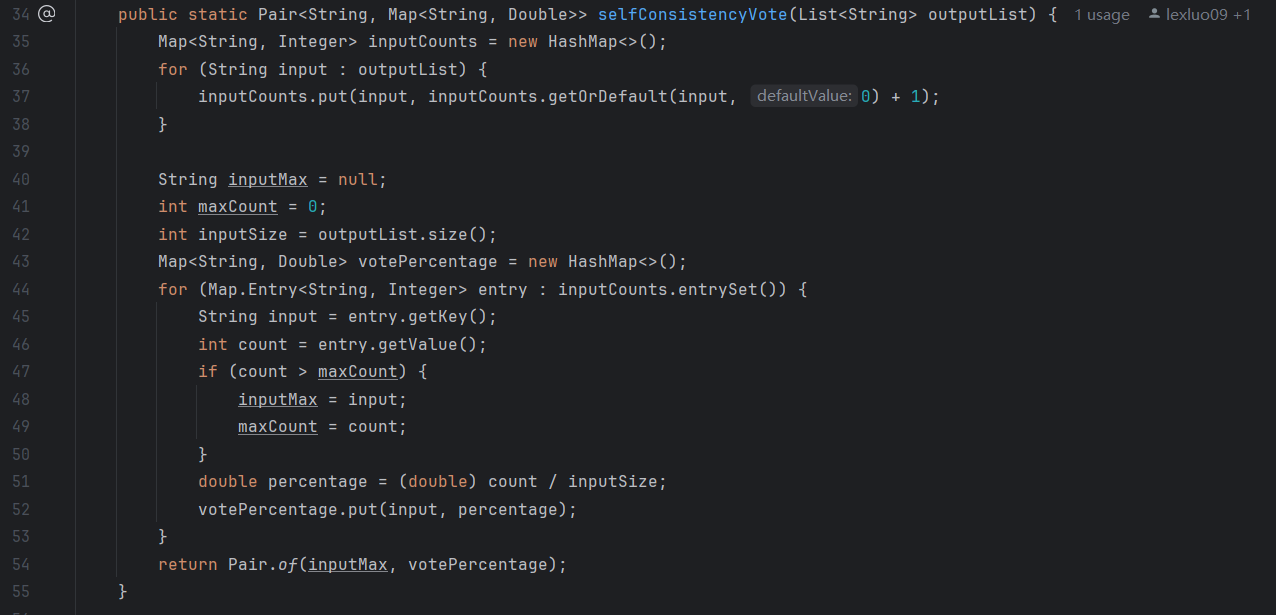 34 @ public static Pair<String, Map<String, Double>> selfConsistencyVote(List<String> outputList) { 1 usage lexluo09 +1
35 Map<String, Integer> inputCounts = new HashMap<>();
36 for (String input : outputList) {
37 inputCounts.put(input, inputCounts.getOrDefault(input, defaultValue: 0) + 1);
38 }
39
40 String inputMax = null;
41 int maxCount = 0;
42 int inputSize = outputList.size();
43 Map<String, Double> votePercentage = new HashMap<>();
44 for (Map.Entry<String, Integer> entry : inputCounts.entrySet()) {
45 String input = entry.getKey();
46 int count = entry.getValue();
47 if (count > maxCount) {
48 inputMax = input;
49 maxCount = count;
50 }
51 double percentage = (double) count / inputSize;
52 votePercentage.put(input, percentage);
53 }
54 return Pair.of(inputMax, votePercentage);
55 }